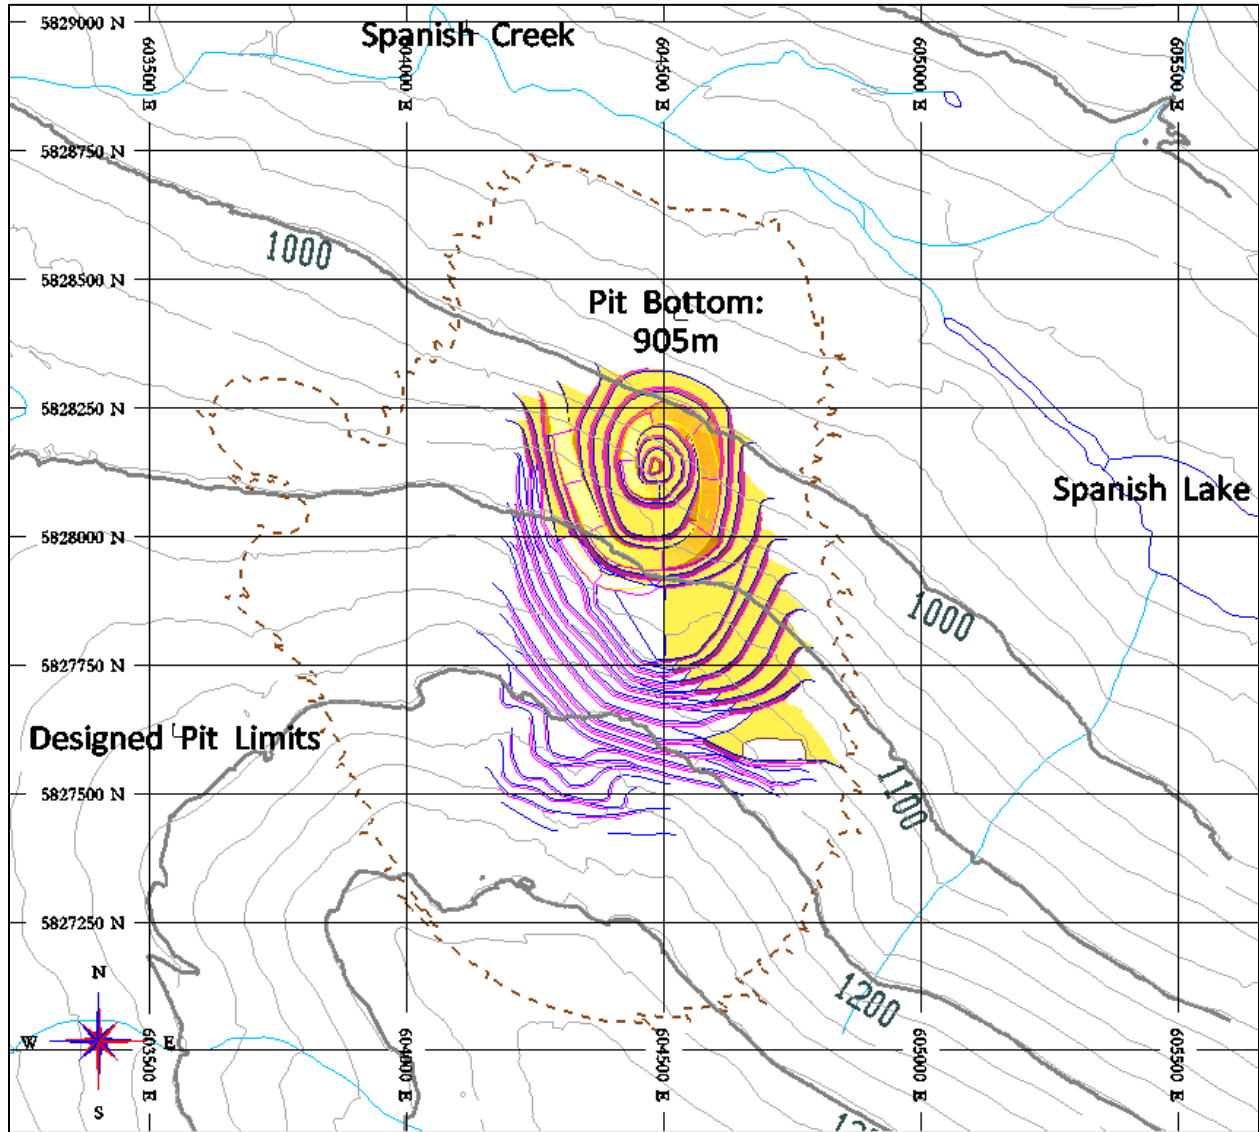 5829000 N
Spanish Creek
603500 E
604000 E
604500 E
605000 E
605500 E
5828750 N
1000
5828500 N
Pit Bottom:
905m
5828250 N
Spanish Lake
5828000 N
1000
5827750 N
Designed Pit Limits
1100
5827500 N
5827250 N
N
1200
W
E
S
603500 E
604000 E
604500 E
605000 E
605500 E